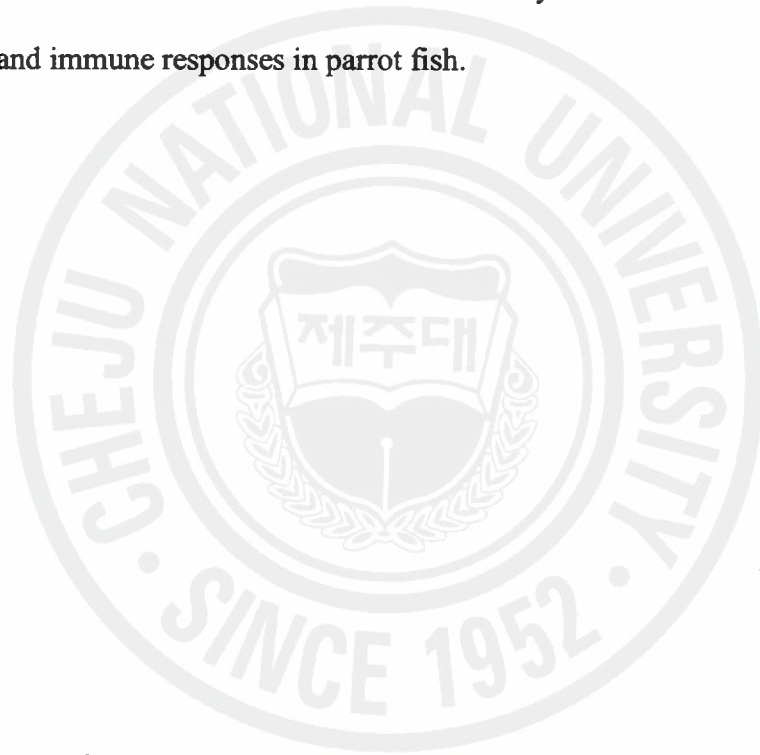 and immune responses in parrot fish.
CHEJU NATIONAL UNIVERSITY
제주대
SINCE 1952